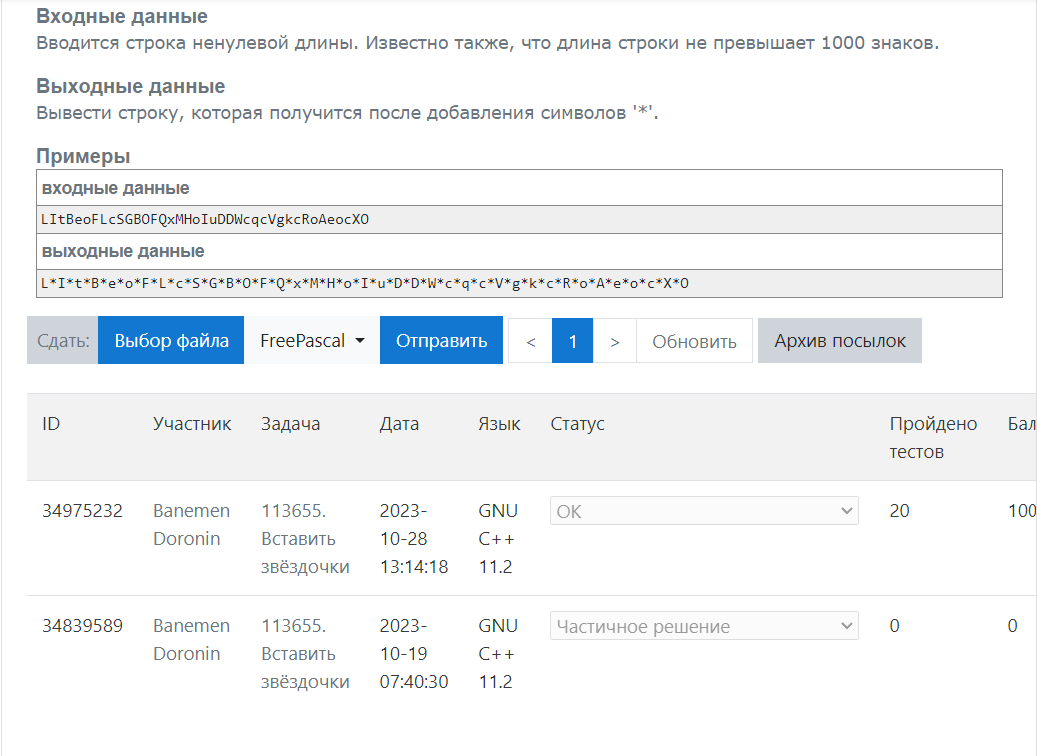 Входные данные
Вводится строка ненулевой длины. Известно также, что длина строки не превышает 1000 знаков.
Выходные данные
Вывести строку, которая получится после добавления символов '*'.
Примеры
входные данные
LItBeoFLcSGBOFQxMHoIuDDWcqcVgkcRoAeocXO
выходные данные
L*I*t*B*e*o*F*L*c*S*G*B*O*F*Q*x*M*H*o*I*u*D*D*W*c*q*c*V*g*k*c*R*o*A*e*o*c*X*O
Сдать: Выбор файла FreePascal Отправить < 1 > Обновить Архив посылок
ID Участник Задача Дата Язык Статус Пройдено Бал
тестов
34975232 Banemen 113655. 2023- GNU OK 20 100
Doronin Вставить 10-28 C++
звёздочки 13:14:18 11.2
34839589 Banemen 113655. 2023- GNU Частичное решение 0 0
Doronin Вставить 10-19 C++
звёздочки 07:40:30 11.2